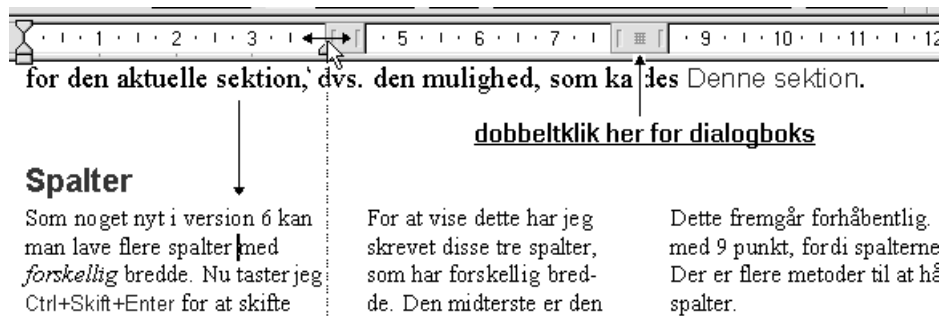 1 2 3 5 6 7 9 10 11 12
for den aktuelle sektion, dvs. den mulighed, som ka des Denne sektion.
dobbeltklik her for dialogboks
Spalter
Som noget nyt i version 6 kan
man lave flere spalter med
forskellig bredde. Nu taster jeg
Ctrl+Skift+Enter for at skifte
For at vise dette har jeg
skrevet disse tre spalter,
som har forskellig bred-
de. Den midterste er den
Dette fremgår forhåbentlig.
med 9 punkt, fordi spalterne
Der er flere metoder til at hå
spalter.